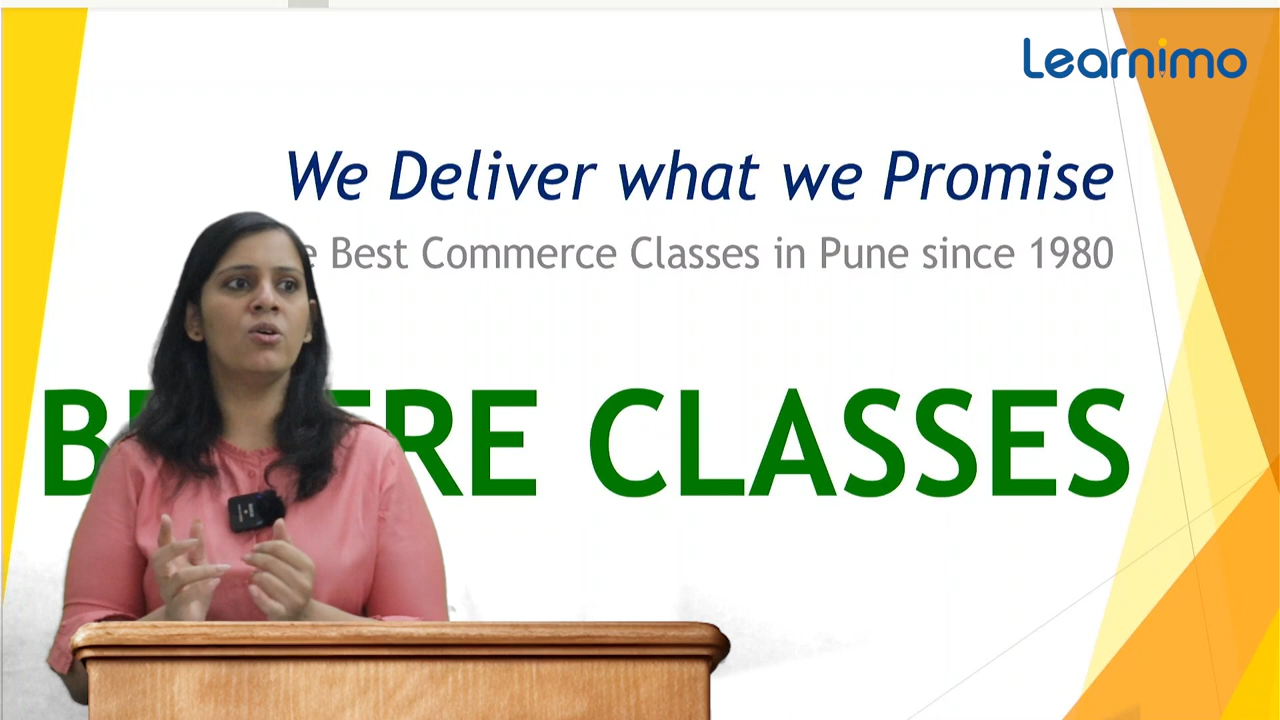 Learnimo
We Deliver what we Promise
Best Commerce Classes in Pune since 1980
CLASSES